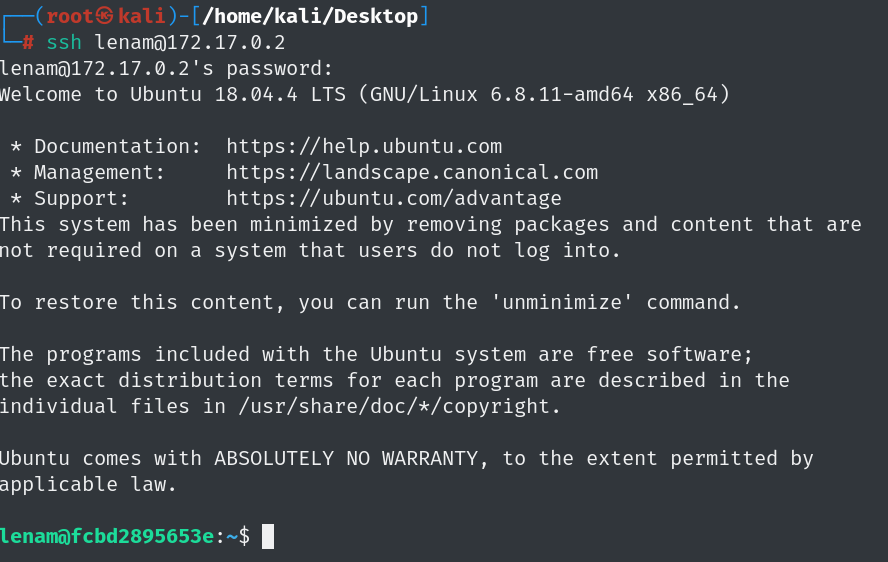 ┌──(root㉿kali)-[/home/kali/Desktop]
└─# ssh lenam@172.17.0.2
lenam@172.17.0.2's password:
Welcome to Ubuntu 18.04.4 LTS (GNU/Linux 6.8.11-amd64 x86_64)
* Documentation:  https://help.ubuntu.com
* Management:     https://landscape.canonical.com
* Support:        https://ubuntu.com/advantage
This system has been minimized by removing packages and content that are
not required on a system that users do not log into.
To restore this content, you can run the 'unminimize' command.
The programs included with the Ubuntu system are free software;
the exact distribution terms for each program are described in the
individual files in /usr/share/doc/*/copyright.
Ubuntu comes with ABSOLUTELY NO WARRANTY, to the extent permitted by
applicable law.
lenam@fcbd2895653e:~$